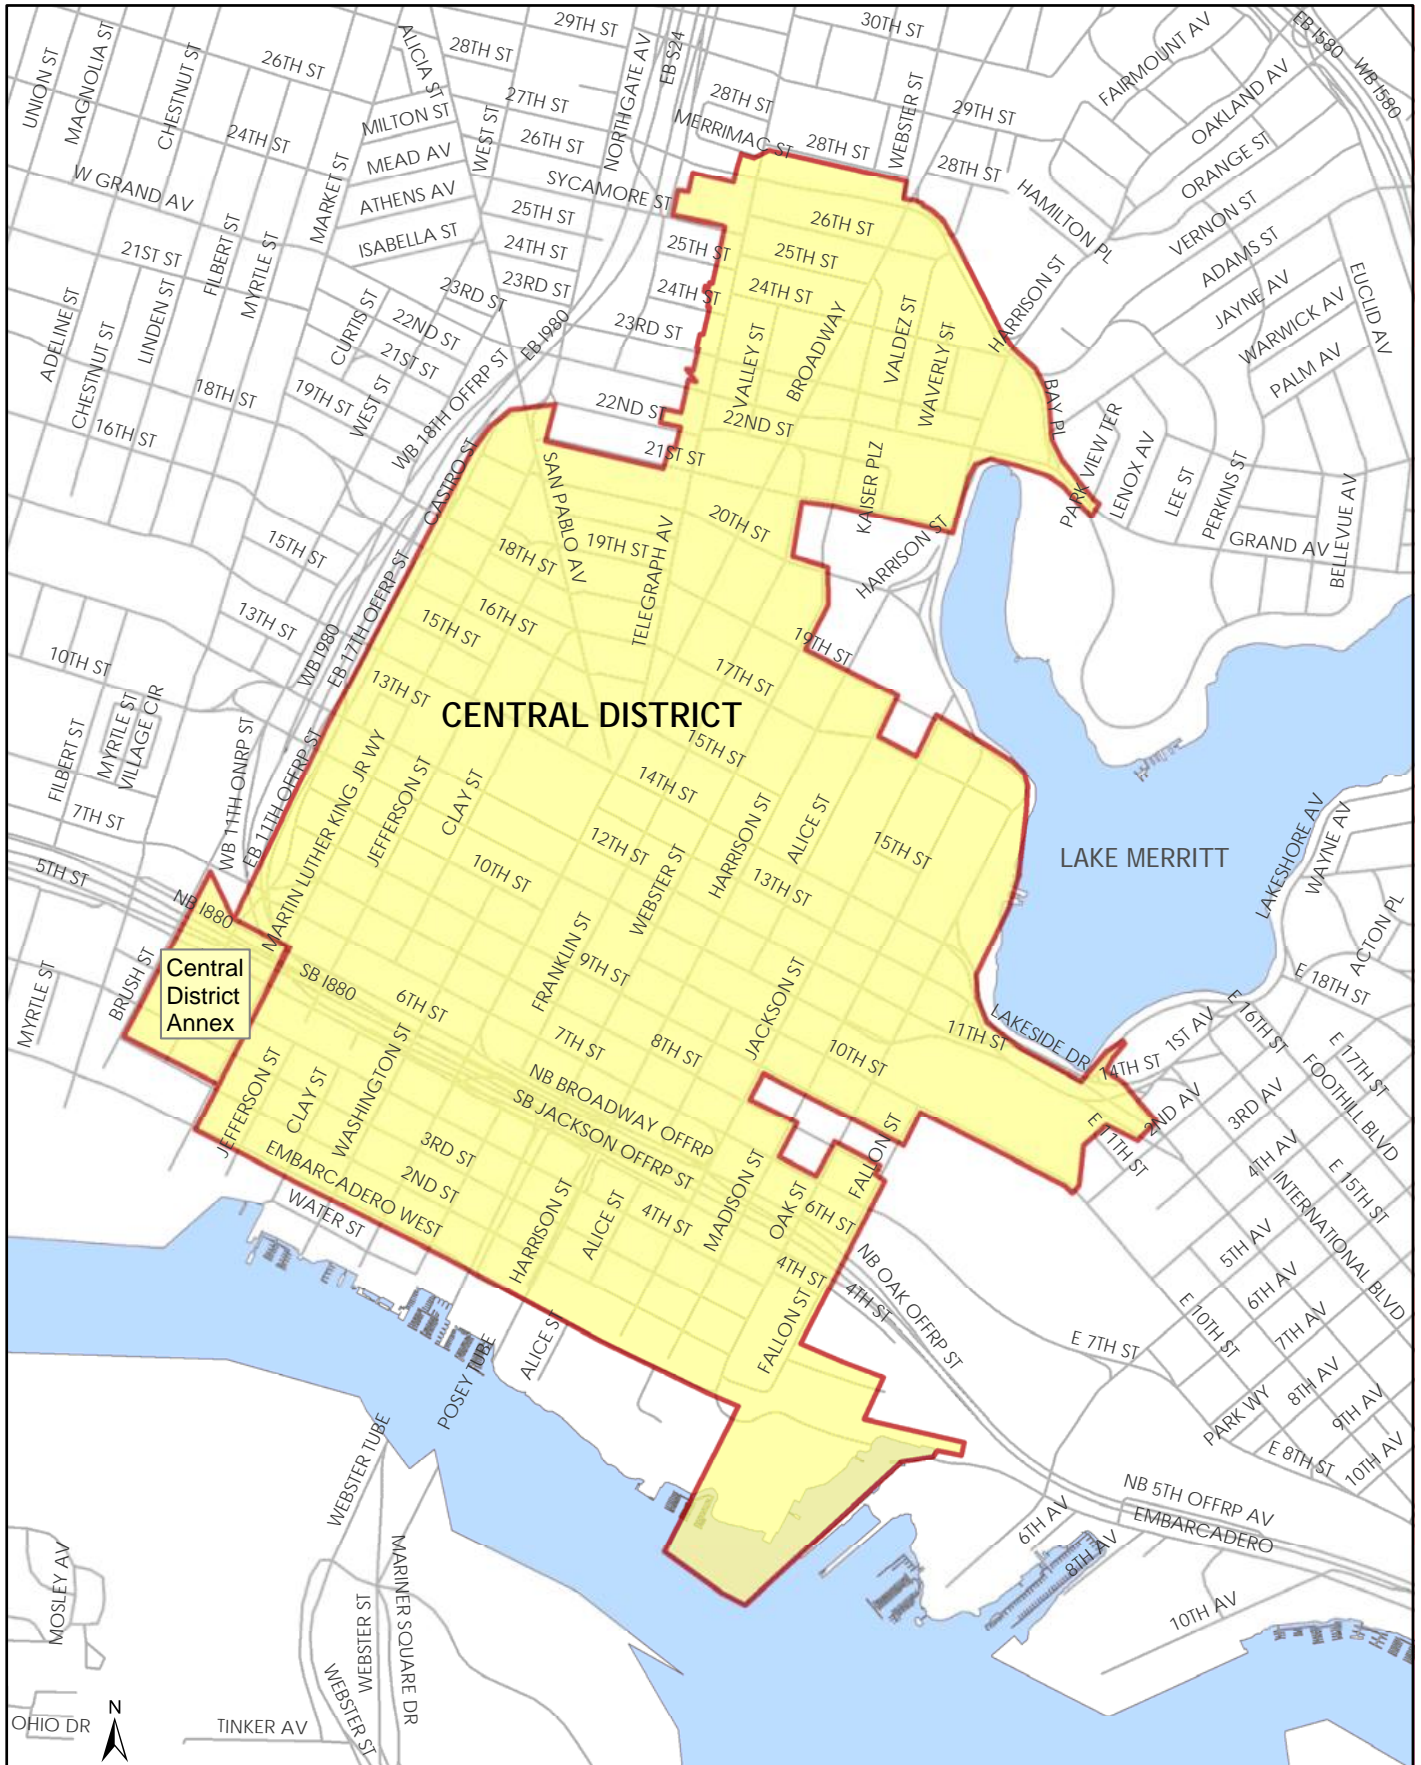 29TH ST
30TH ST
FAIRMOUNT AV
EB I580
WB I580
UNION ST
MAGNOLIA ST
CHESTNUT ST
26TH ST
ALICIA ST
28TH ST
NORTHGATE AV
EB S24
OAKLAND AV
27TH ST
28TH ST
WEBSTER ST
29TH ST
24TH ST
MILTON ST
WEST ST
26TH ST
MERRIMAC ST
28TH ST
28TH ST
ORANGE ST
MARKET ST
MEAD AV
W GRAND AV
ATHENS AV
SYCAMORE ST
HAMILTON PL
VERNON ST
25TH ST
26TH ST
FILBERT ST
MYRTLE ST
ISABELLA ST
24TH ST
25TH ST
25TH ST
ADAMS ST
21ST ST
LINDEN ST
23RD ST
23RD ST
24TH ST
24TH ST
HARRISON ST
JAYNE AV
EUCLID AV
ADELINE ST
CHESTNUT ST
CURTIS ST
22ND ST
EB I980
23RD ST
VALLEY ST
BROADWAY
VALDEZ ST
WAVERLY ST
WARWICK AV
21ST ST
PALM AV
18TH ST
19TH ST
WEST ST
WB 18TH OFFRP ST
22ND ST
22ND ST
BAY PL
16TH ST
CASTRO ST
SAN PABLO AV
21ST ST
KAISER PLZ
PARK VIEW TER
LENOX AV
LEE ST
PERKINS ST
BELLEVUE AV
20TH ST
HARRISON ST
GRAND AV
15TH ST
18TH ST
19TH ST
TELEGRAPH AV
13TH ST
WB I980
EB 17TH OFFRP ST
15TH ST
16TH ST
19TH ST
10TH ST
13TH ST
17TH ST
MYRTLE ST
VILLAGE CIR
FILBERT ST
CENTRAL DISTRICT
15TH ST
WB 11TH ONRP ST
EB 11TH OFFRP ST
MARTIN LUTHER KING JR WY
JEFFERSON ST
CLAY ST
14TH ST
HARRISON ST
ALICE ST
7TH ST
12TH ST
15TH ST
LAKE MERRITT
LAKESHORE AV
WAYNE AV
5TH ST
10TH ST
WEBSTER ST
13TH ST
NB I880
FRANKLIN ST
ACTON PL
Central
District
Annex
BRUSH ST
MYRTLE ST
SB I880
6TH ST
9TH ST
JACKSON ST
E 18TH ST
E 16TH ST
WASHINGTON ST
7TH ST
8TH ST
10TH ST
11TH ST
LAKESIDE DR
14TH ST
1ST AV
E 17TH ST
FOOTHILL BLVD
JEFFERSON ST
CLAY ST
NB BROADWAY OFFRP
SB JACKSON OFFRP ST
FALLON ST
E 11TH ST
2ND AV
3RD AV
4TH AV
3RD ST
2ND ST
EMBARCADERO WEST
E 15TH ST
INTERNATIONAL BLVD
WATER ST
HARRISON ST
ALICE ST
4TH ST
MADISON ST
OAK ST
6TH ST
5TH AV
4TH ST
4TH ST
NB OAK OFFRP ST
6TH AV
FALLON ST
E 10TH ST
7TH AV
E 7TH ST
ALICE ST
POSEY TUBE
8TH AV
PARK WY
9TH AV
WEBSTER TUBE
E 8TH ST
10TH AV
NB 5TH OFFRP AV
6TH AV
EMBARCADERO
8TH AV
MOSLEY AV
WEBSTER ST
MARINER SQUARE DR
10TH AV
WEBSTER ST
N
OHIO DR
TINKER AV